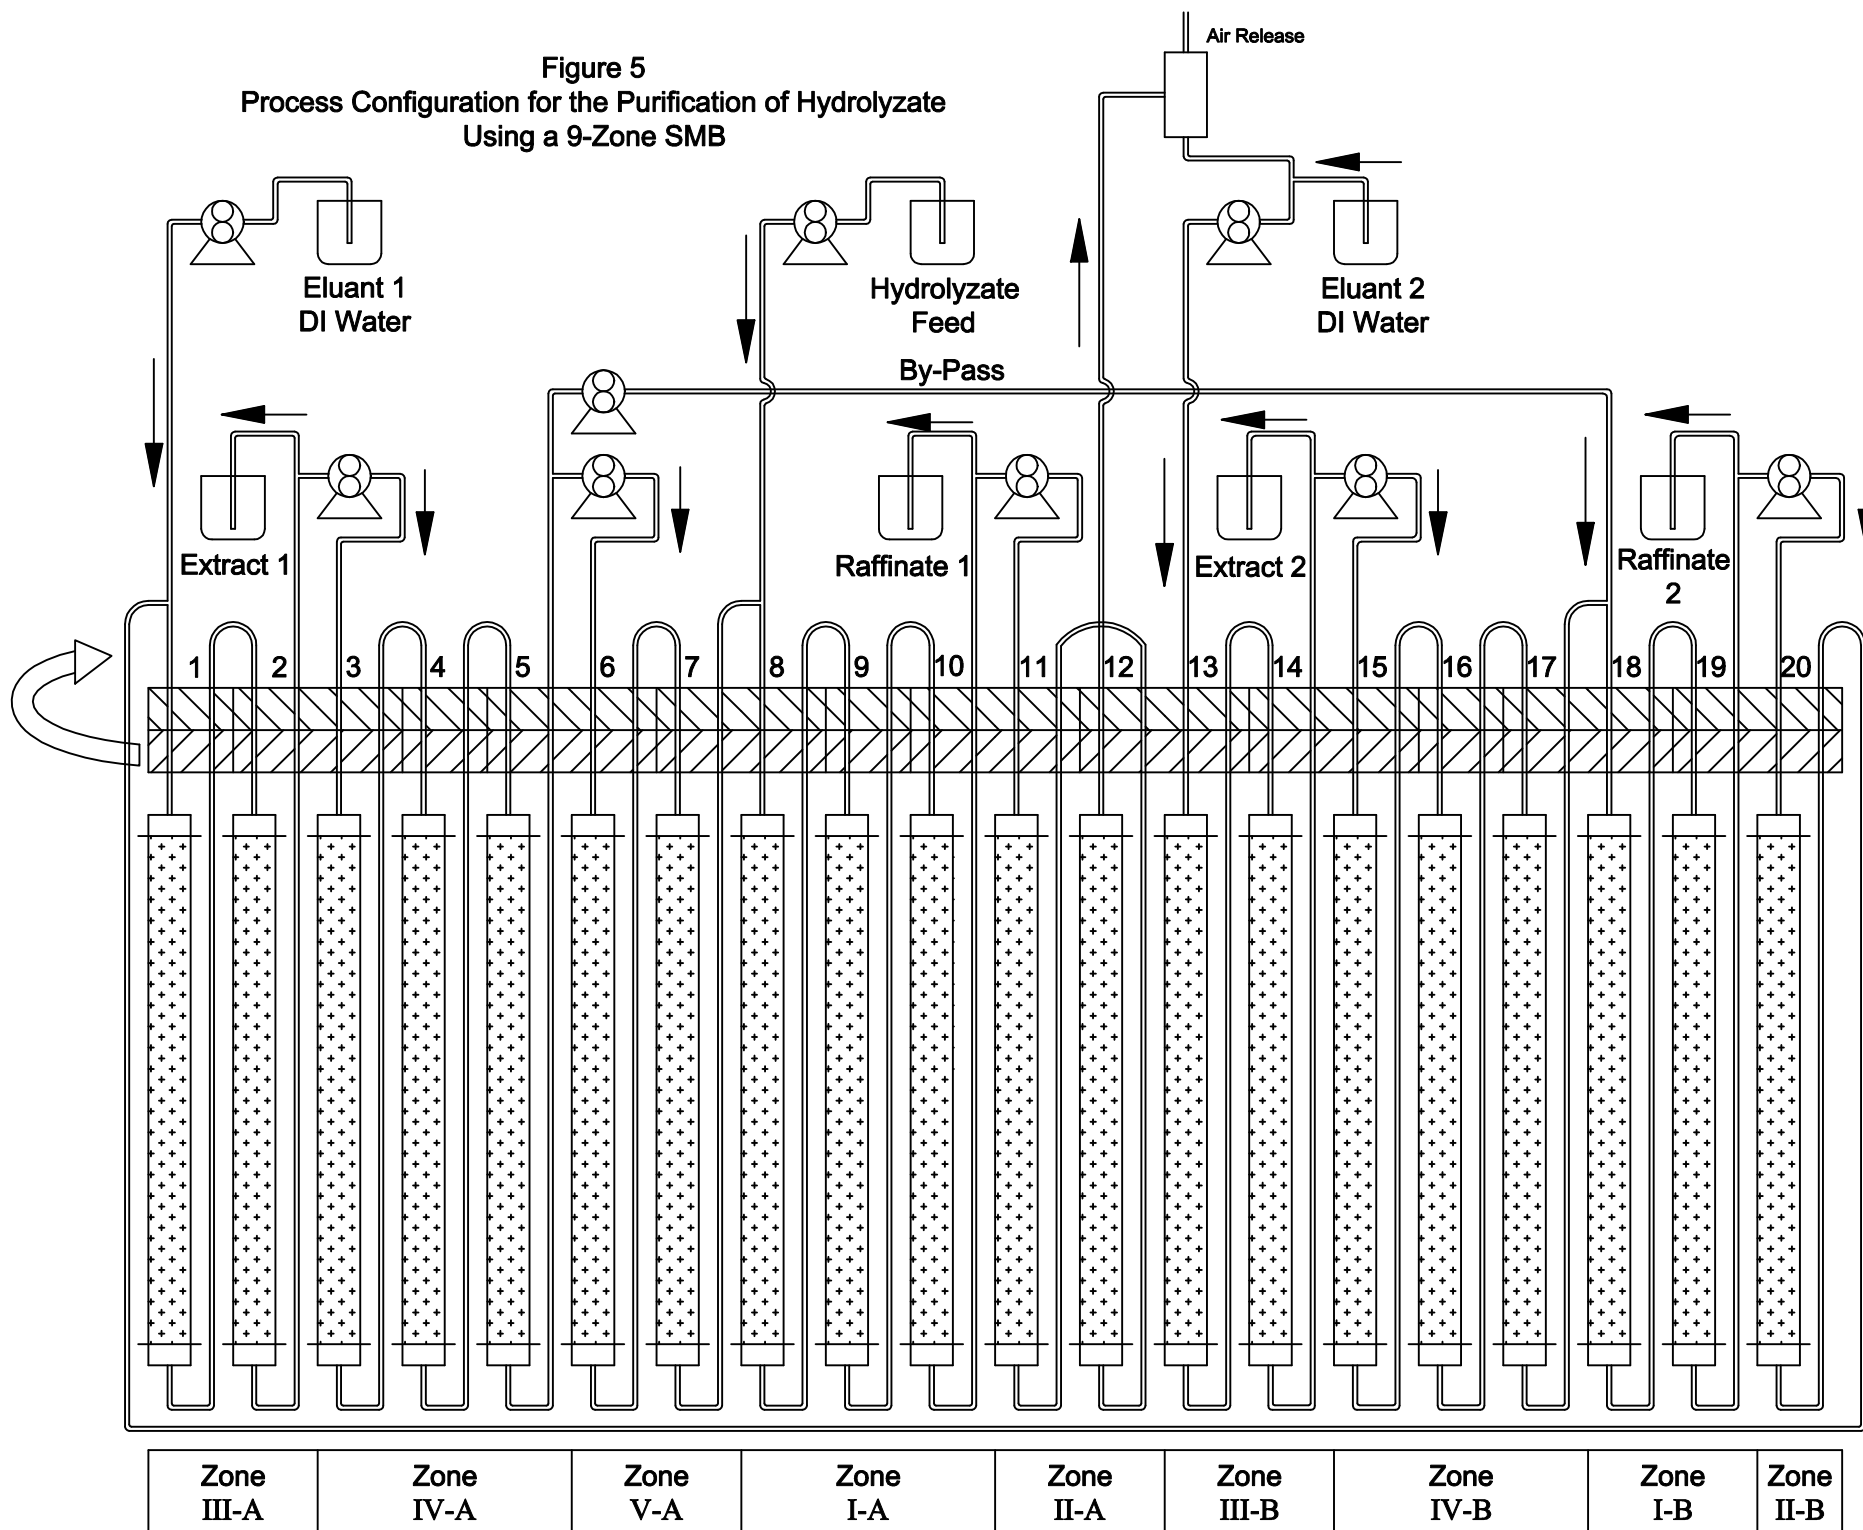 Air Release
Figure 5
Process Configuration for the Purification of Hydrolyzate
Using a 9-Zone SMB
Eluant 1
DI Water
Hydrolyzate
Feed
Eluant 2
DI Water
By-Pass
Extract 1
Raffinate 1
Extract 2
Raffinate
2
1 2 3 4 5 6 7 8 9 10 11 12 13 14 15 16 17 18 19 20
Zone
III-A
Zone
IV-A
Zone
V-A
Zone
I-A
Zone
II-A
Zone
III-B
Zone
IV-B
Zone
I-B
Zone
II-B